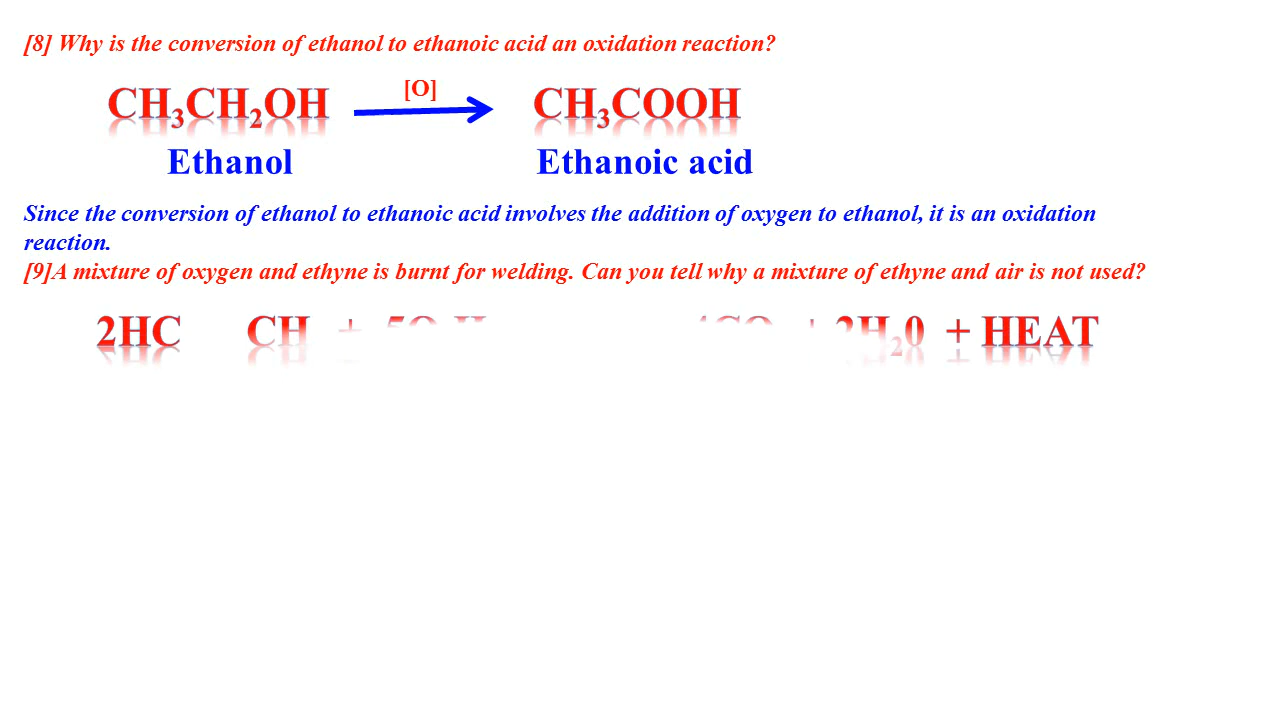 [8] Why is the conversion of ethanol to ethanoic acid an oxidation reaction?
[O]
CH₃CH₂OH CH₃COOH
Ethanol Ethanoic acid
Since the conversion of ethanol to ethanoic acid involves the addition of oxygen to ethanol, it is an oxidation
reaction.
[9]A mixture of oxygen and ethyne is burnt for welding. Can you tell why a mixture of ethyne and air is not used?
2HC CH + + 2H₂0 + HEAT